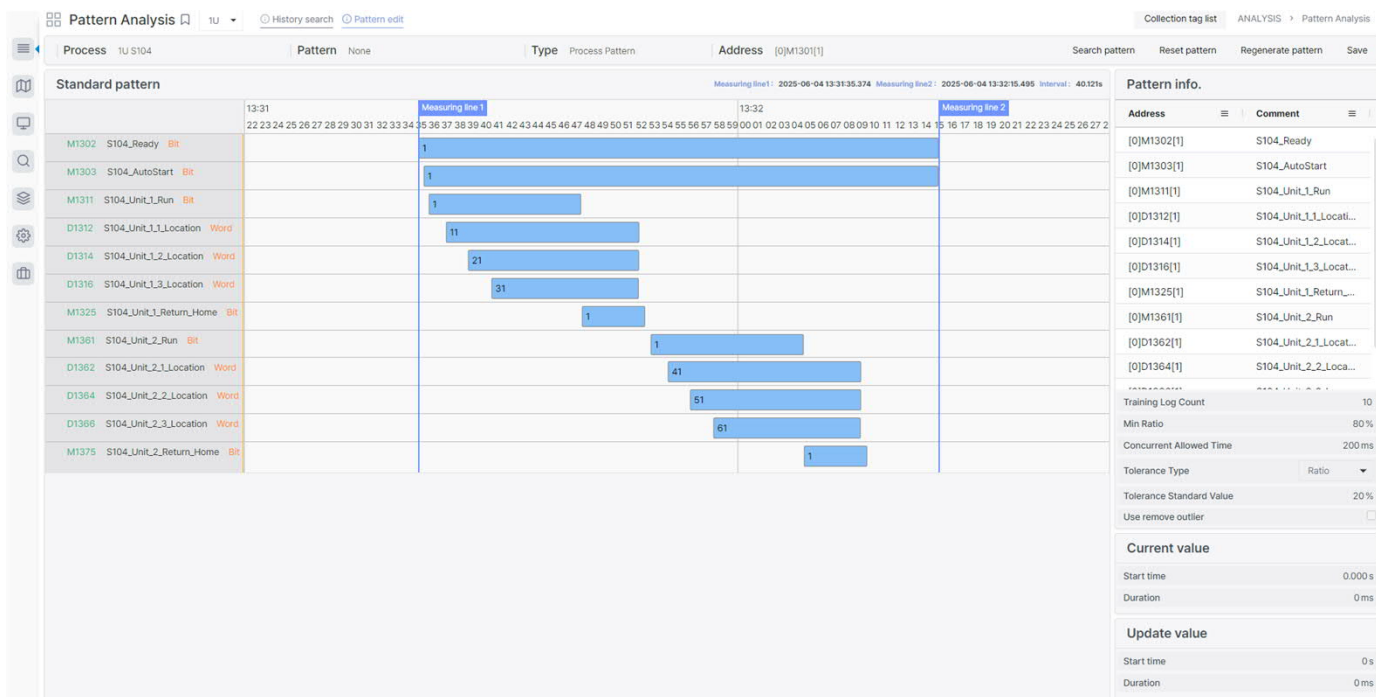 Pattern Analysis 1U History search Pattern edit Collection tag list ANALYSIS > Pattern Analysis
Process 1U S104 Pattern None Type Process Pattern Address [0]M1301[1] Search pattern Reset pattern Regenerate pattern Save
Standard pattern Measuring line1 : 2025-06-04 13:31:35.374 Measuring line2 : 2025-06-04 13:32:15.495 Interval : 40.121s
13:31 Measuring line 1 13:32 Measuring line 2
22 23 24 25 26 27 28 29 30 31 32 33 34 35 36 37 38 39 40 41 42 43 44 45 46 47 48 49 50 51 52 53 54 55 56 57 58 59 00 01 02 03 04 05 06 07 08 09 10 11 12 13 14 15 16 17 18 19 20 21 22 23 24 25 26 27 2
M1302 S104_Ready Bit 1
M1303 S104_AutoStart Bit 1
M1311 S104_Unit_1_Run Bit 1
D1312 S104_Unit_1_1_Location Word 11
D1314 S104_Unit_1_2_Location Word 21
D1316 S104_Unit_1_3_Location Word 31
M1325 S104_Unit_1_Return_Home Bit 1
M1361 S104_Unit_2_Run Bit 1
D1362 S104_Unit_2_1_Location Word 41
D1364 S104_Unit_2_2_Location Word 51
D1366 S104_Unit_2_3_Location Word 61
M1375 S104_Unit_2_Return_Home Bit 1
Pattern info.
Address Comment
[0]M1302[1] S104_Ready
[0]M1303[1] S104_AutoStart
[0]M1311[1] S104_Unit_1_Run
[0]D1312[1] S104_Unit_1_1_Locati...
[0]D1314[1] S104_Unit_1_2_Locat...
[0]D1316[1] S104_Unit_1_3_Locat...
[0]M1325[1] S104_Unit_1_Return_...
[0]M1361[1] S104_Unit_2_Run
[0]D1362[1] S104_Unit_2_1_Locat...
[0]D1364[1] S104_Unit_2_2_Loca...
Training Log Count 10
Min Ratio 80%
Concurrent Allowed Time 200 ms
Tolerance Type Ratio
Tolerance Standard Value 20%
Use remove outlier
Current value
Start time 0.000 s
Duration 0 ms
Update value
Start time 0 s
Duration 0 ms